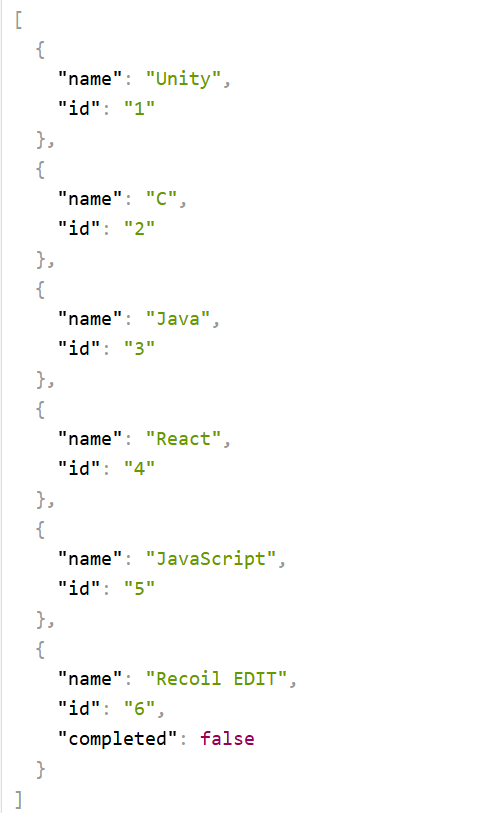 [
  {
    "name": "Unity",
    "id": "1"
  },
  {
    "name": "C",
    "id": "2"
  },
  {
    "name": "Java",
    "id": "3"
  },
  {
    "name": "React",
    "id": "4"
  },
  {
    "name": "JavaScript",
    "id": "5"
  },
  {
    "name": "Recoil EDIT",
    "id": "6",
    "completed": false
  }
]